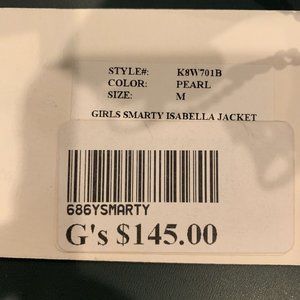 STYLE#: K8W701B
COLOR: PEARL
SIZE: M
GIRLS SMARTY ISABELLA JACKET
686YSMARTY
G's $145.00